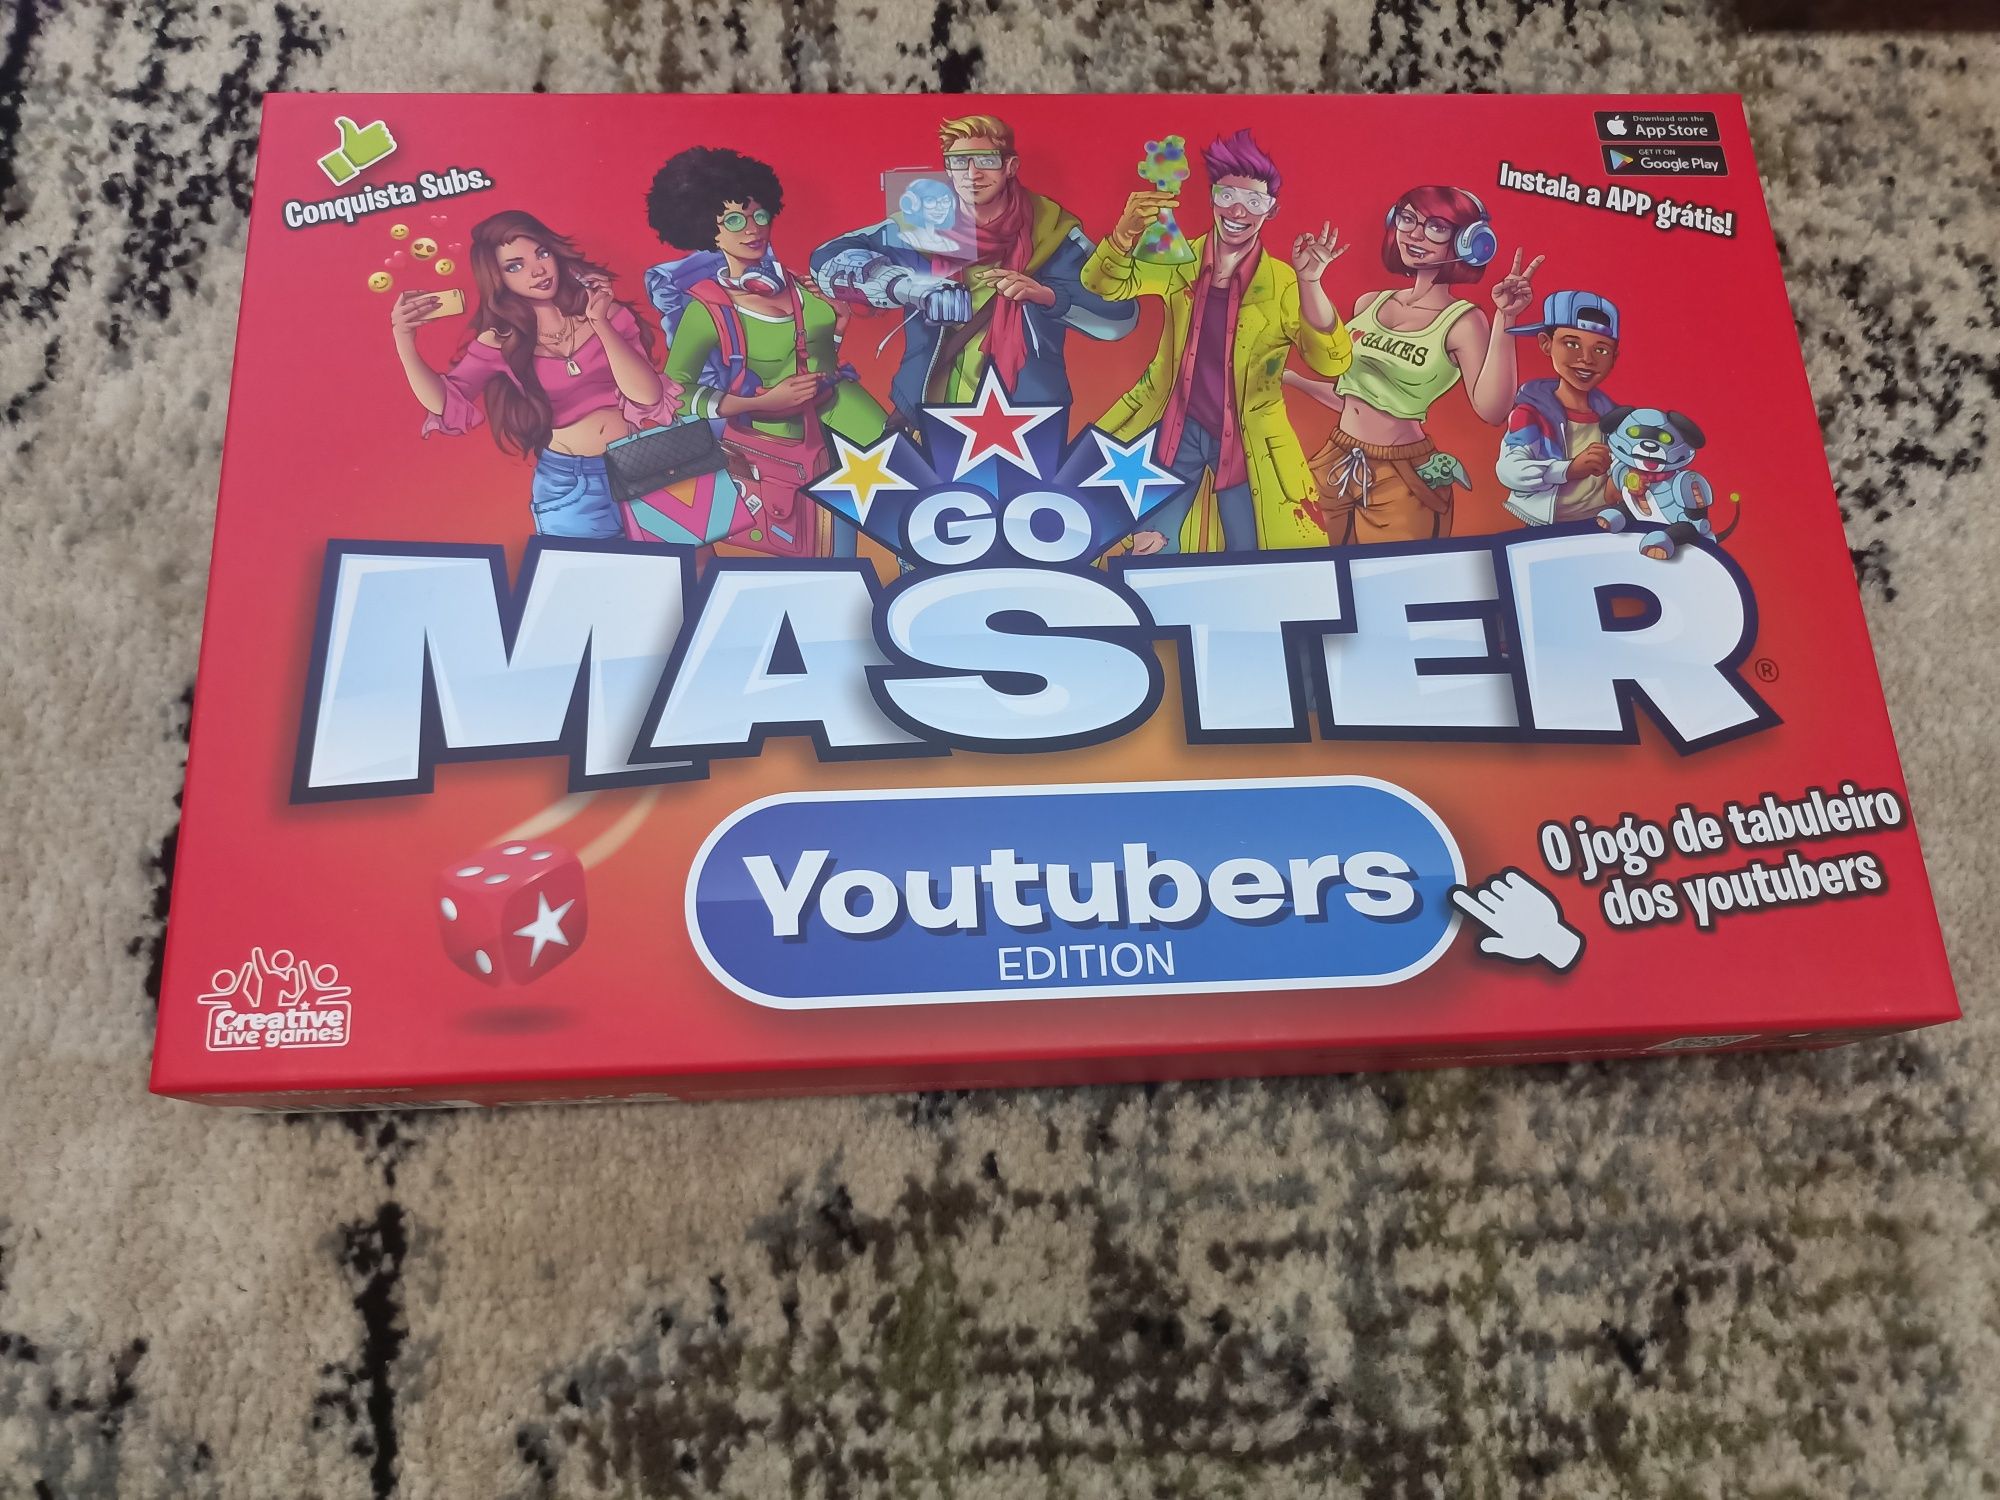 Conquista Subs.
Download on the
App Store
GET IT ON
Google Play
Instala a APP grátis!
I GAMES
GO
MASTER
®
Youtubers
EDITION
O jogo de tabuleiro
dos youtubers
Creative
Live games